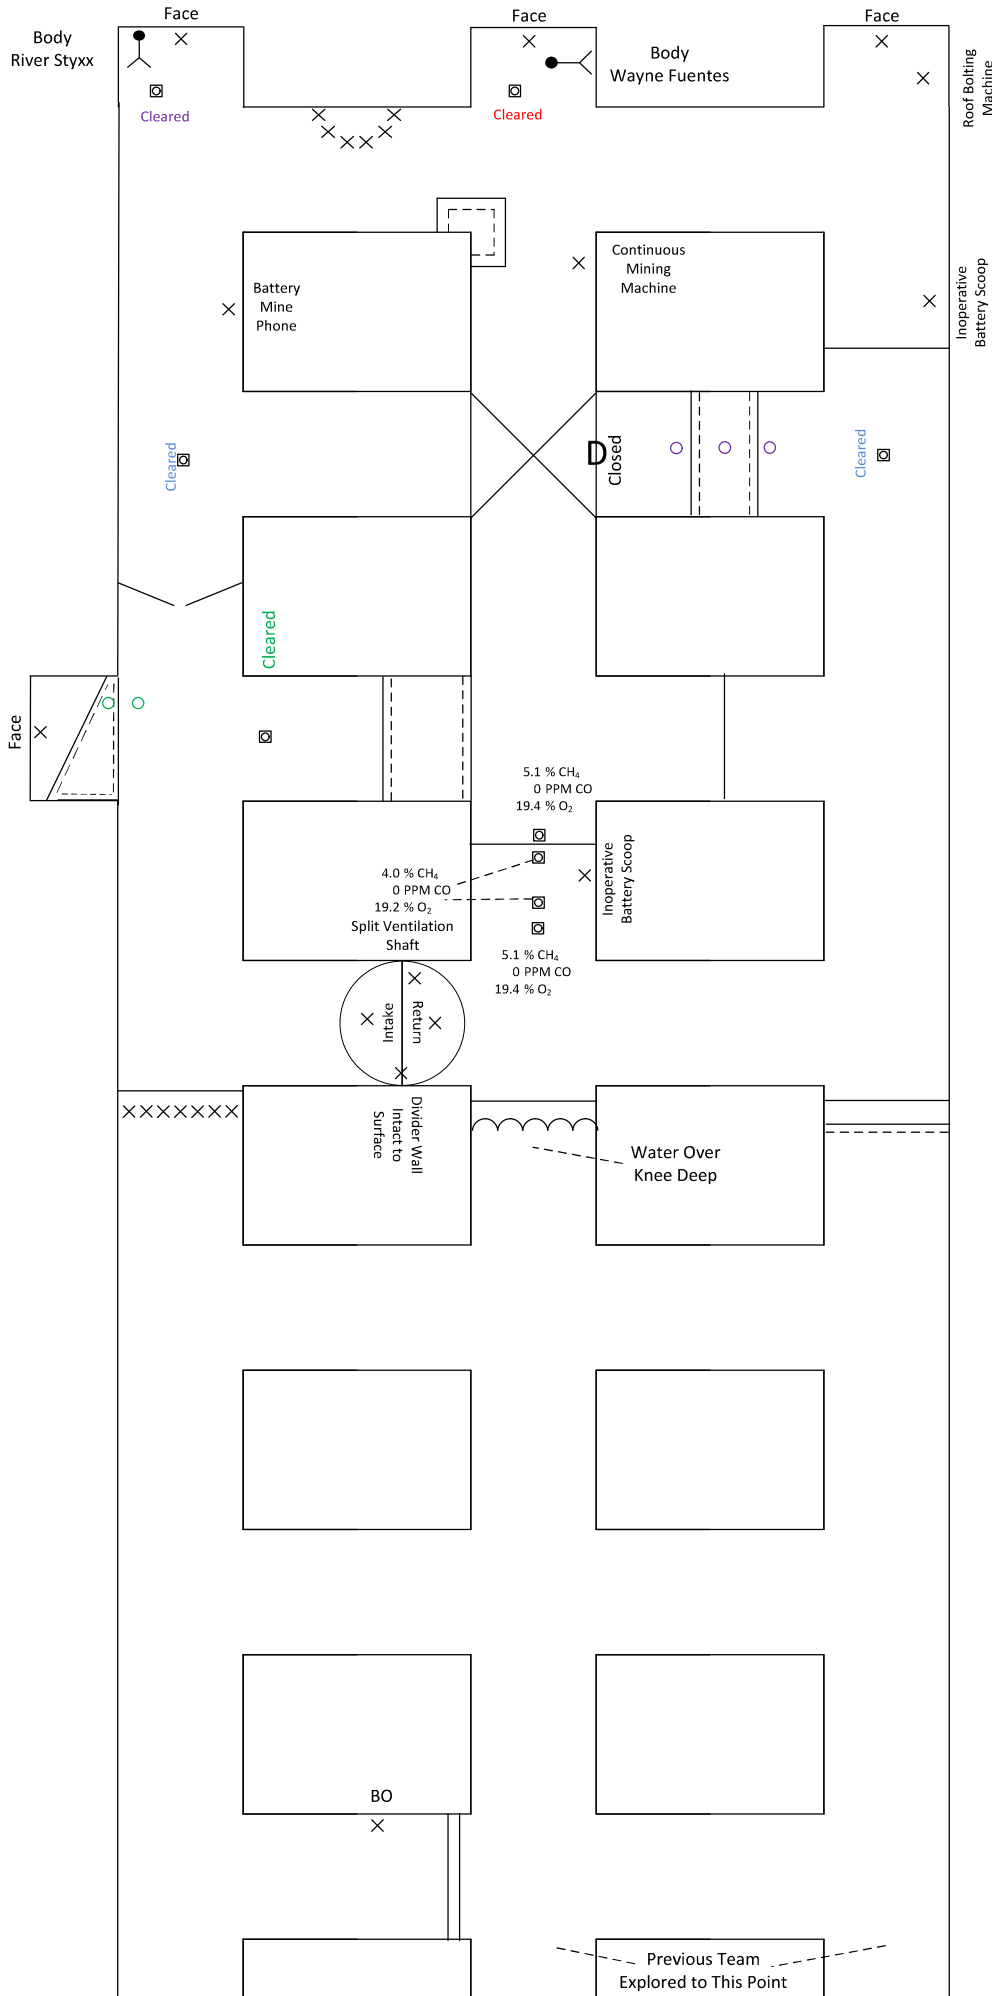 Face
Face
Face
Body
River Styxx
Body
Wayne Fuentes
Roof Bolting
Machine
Cleared
Cleared
Battery
Mine
Phone
Continuous
Mining
Machine
Inoperative
Battery Scoop
Cleared
D
Closed
Cleared
Cleared
Face
5.1 % CH₄
0 PPM CO
19.4 % O₂
4.0 % CH₄
0 PPM CO
19.2 % O₂
Inoperative
Battery Scoop
Split Ventilation
Shaft
5.1 % CH₄
0 PPM CO
19.4 % O₂
Intake
Return
Divider Wall
Intact to
Surface
Water Over
Knee Deep
BO
Previous Team
Explored to This Point